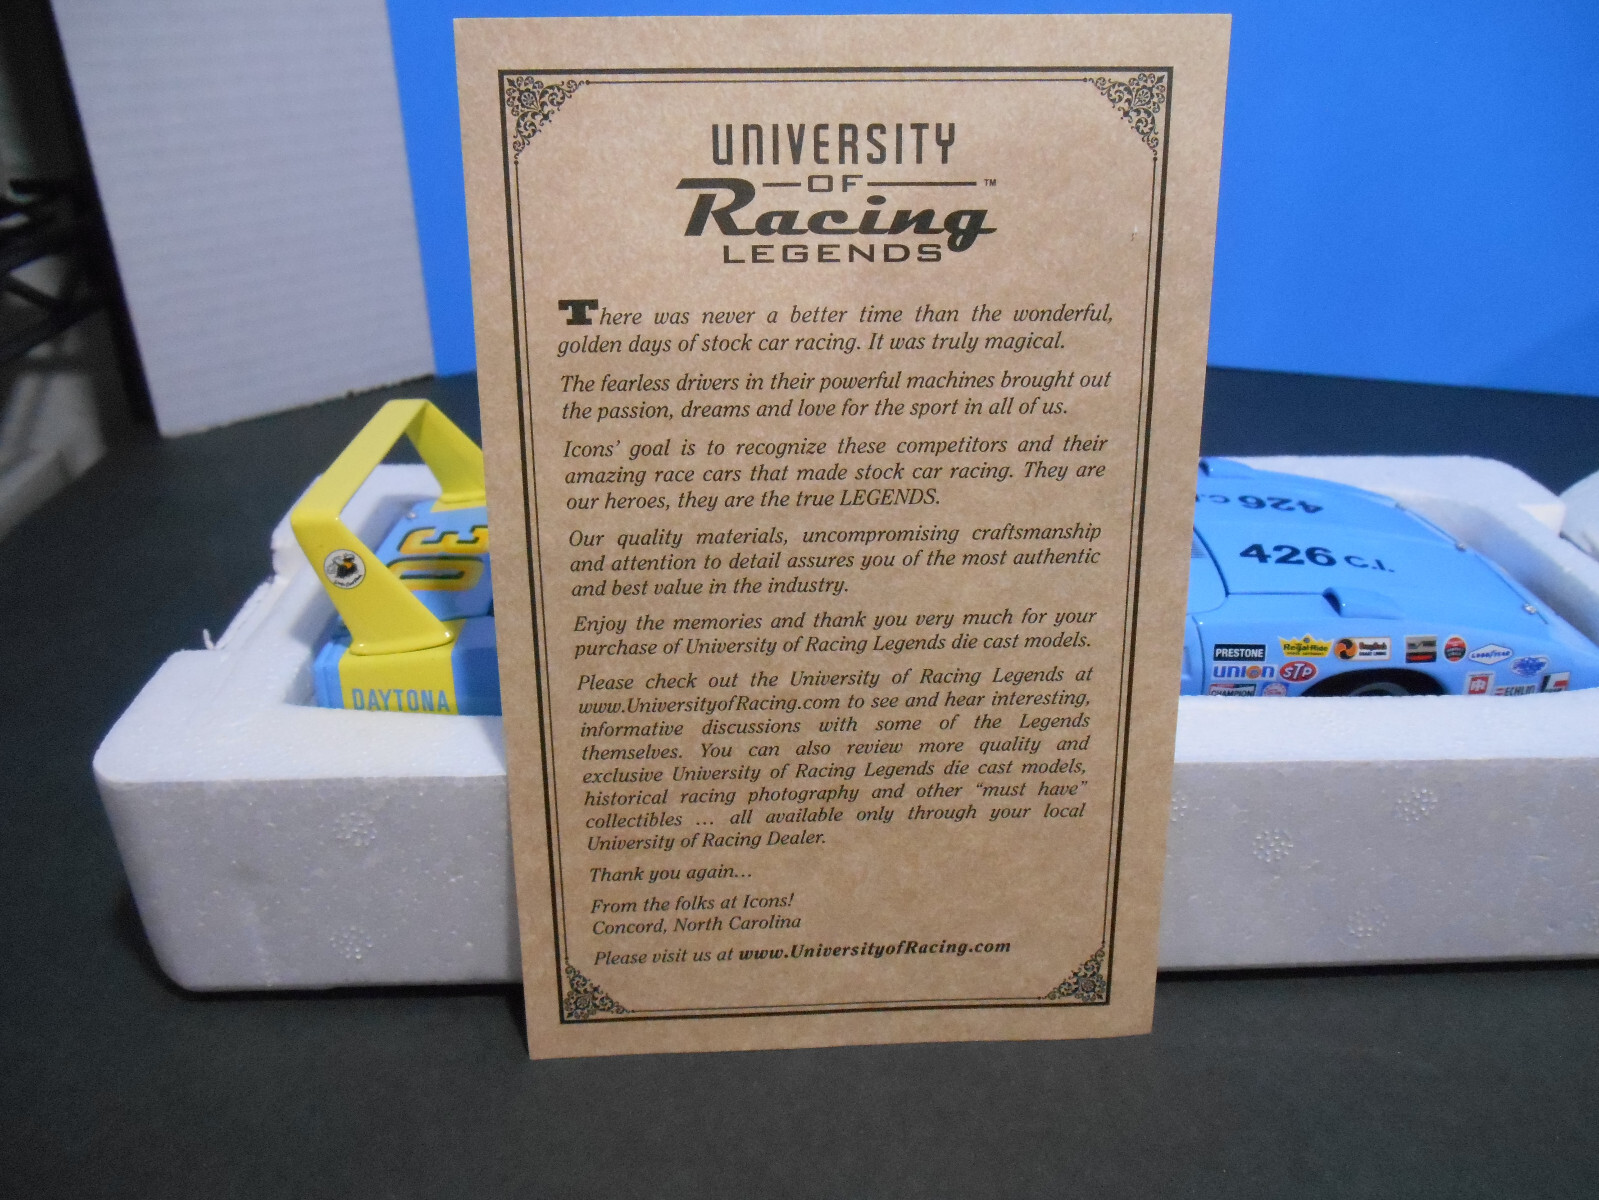 UNIVERSITY
OF
Racing™
LEGENDS
There was never a better time than the wonderful,
golden days of stock car racing. It was truly magical.
The fearless drivers in their powerful machines brought out
the passion, dreams and love for the sport in all of us.
Icons' goal is to recognize these competitors and their
amazing race cars that made stock car racing. They are
our heroes, they are the true LEGENDS.
Our quality materials, uncompromising craftsmanship
and attention to detail assures you of the most authentic
and best value in the industry.
Enjoy the memories and thank you very much for your
purchase of University of Racing Legends die cast models.
Please check out the University of Racing Legends at
www.UniversityofRacing.com to see and hear interesting,
informative discussions with some of the Legends
themselves. You can also review more quality and
exclusive University of Racing Legends die cast models,
historical racing photography and other "must have"
collectibles ... all available only through your local
University of Racing Dealer.
Thank you again...
From the folks at Icons!
Concord, North Carolina
Please visit us at www.UniversityofRacing.com
DAYTONA
426 C.I.
426 C.I.
PRESTONE
Regal Ride
UNION
STP
GOODYEAR
CHAMPION
ECHLIN